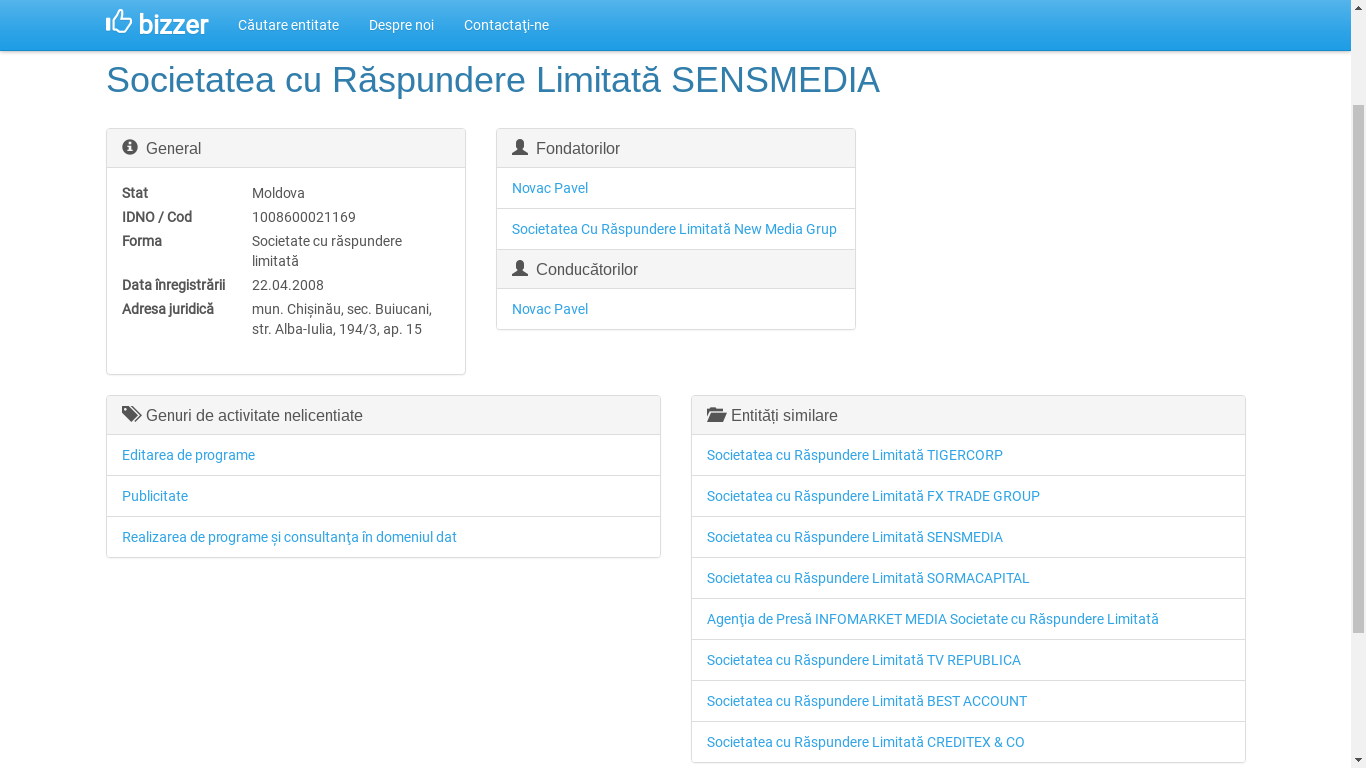 bizzer
Căutare entitate
Despre noi
Contactaţi-ne
Societatea cu Răspundere Limitată SENSMEDIA
General
Stat Moldova
IDNO / Cod 1008600021169
Forma Societate cu răspundere
limitată
Data înregistrării 22.04.2008
Adresa juridică mun. Chişinău, sec. Buiucani,
str. Alba-Iulia, 194/3, ap. 15
Fondatorilor
Novac Pavel
Societatea Cu Răspundere Limitată New Media Grup
Conducătorilor
Novac Pavel
Genuri de activitate nelicentiate
Editarea de programe
Publicitate
Realizarea de programe şi consultanţa în domeniul dat
Entități similare
Societatea cu Răspundere Limitată TIGERCORP
Societatea cu Răspundere Limitată FX TRADE GROUP
Societatea cu Răspundere Limitată SENSMEDIA
Societatea cu Răspundere Limitată SORMACAPITAL
Agenţia de Presă INFOMARKET MEDIA Societate cu Răspundere Limitată
Societatea cu Răspundere Limitată TV REPUBLICA
Societatea cu Răspundere Limitată BEST ACCOUNT
Societatea cu Răspundere Limitată CREDITEX & CO